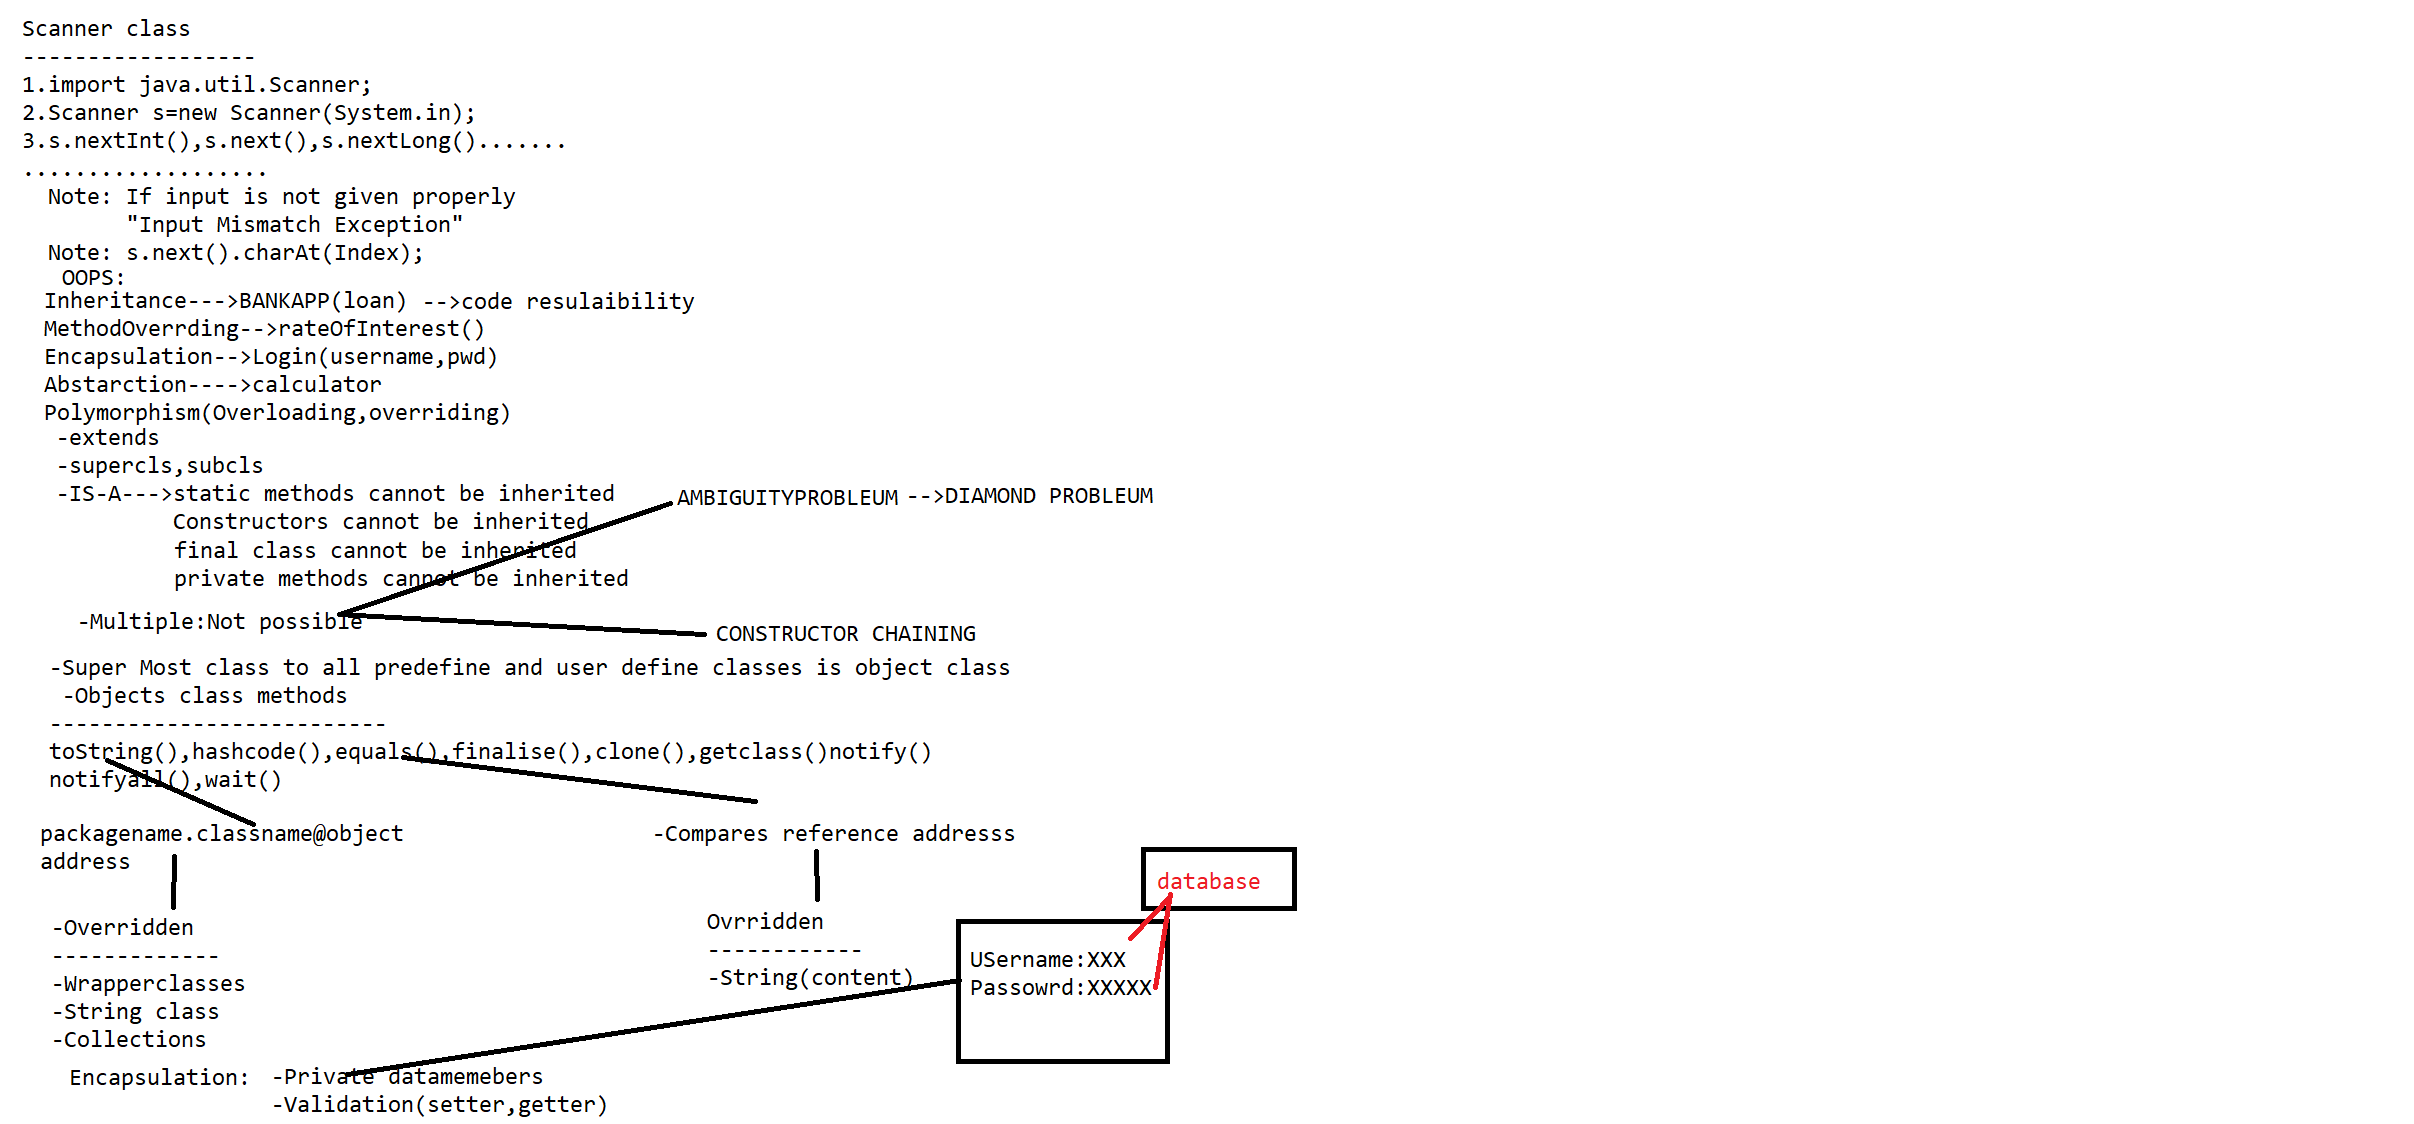 Scanner class
------------------
1.import java.util.Scanner;
2.Scanner s=new Scanner(System.in);
3.s.nextInt(),s.next(),s.nextLong().......
...................
Note: If input is not given properly
"Input Mismatch Exception"
Note: s.next().charAt(Index);
OOPS:
Inheritance--->BANKAPP(loan) -->code resulaibility
MethodOverrding-->rateOfInterest()
Encapsulation-->Login(username,pwd)
Abstarction---->calculator
Polymorphism(Overloading,overriding)
-extends
-supercls,subcls
-IS-A--->static methods cannot be inherited
AMBIGUITYPROBLEUM -->DIAMOND PROBLEUM
Constructors cannot be inherited
final class cannot be inherited
private methods cannot be inherited
-Multiple:Not possible
CONSTRUCTOR CHAINING
-Super Most class to all predefine and user define classes is object class
-Objects class methods
--------------------------
toString(),hashcode(),equals(),finalise(),clone(),getclass()notify()
notifyall(),wait()
packagename.classname@object
address
-Compares reference addresss
database
-Overridden
-------------
-Wrapperclasses
-String class
-Collections
Ovrridden
------------
-String(content)
USername:XXX
Passowrd:XXXXX
Encapsulation: -Private datamemebers
-Validation(setter,getter)